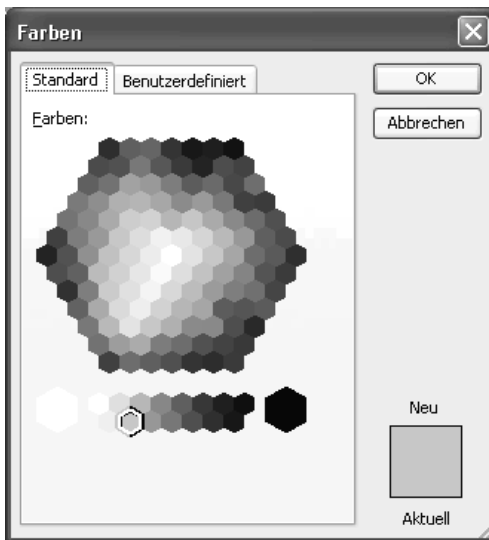 Farben
Standard
Benutzerdefiniert
OK
Abbrechen
Farben:
Neu
Aktuell